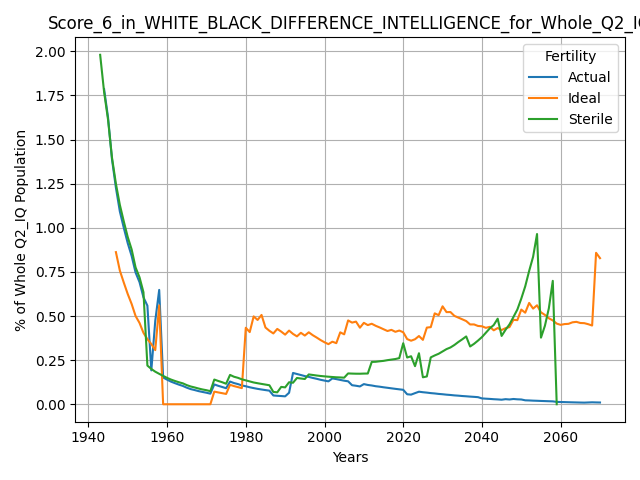 Score_6_in_WHITE_BLACK_DIFFERENCE_INTELLIGENCE_for_Whole_Q2_I
Fertility
Actual
Ideal
Sterile
% of Whole Q2_IQ Population
2.00
1.75
1.50
1.25
1.00
0.75
0.50
0.25
0.00
1940
1960
1980
2000
2020
2040
2060
Years